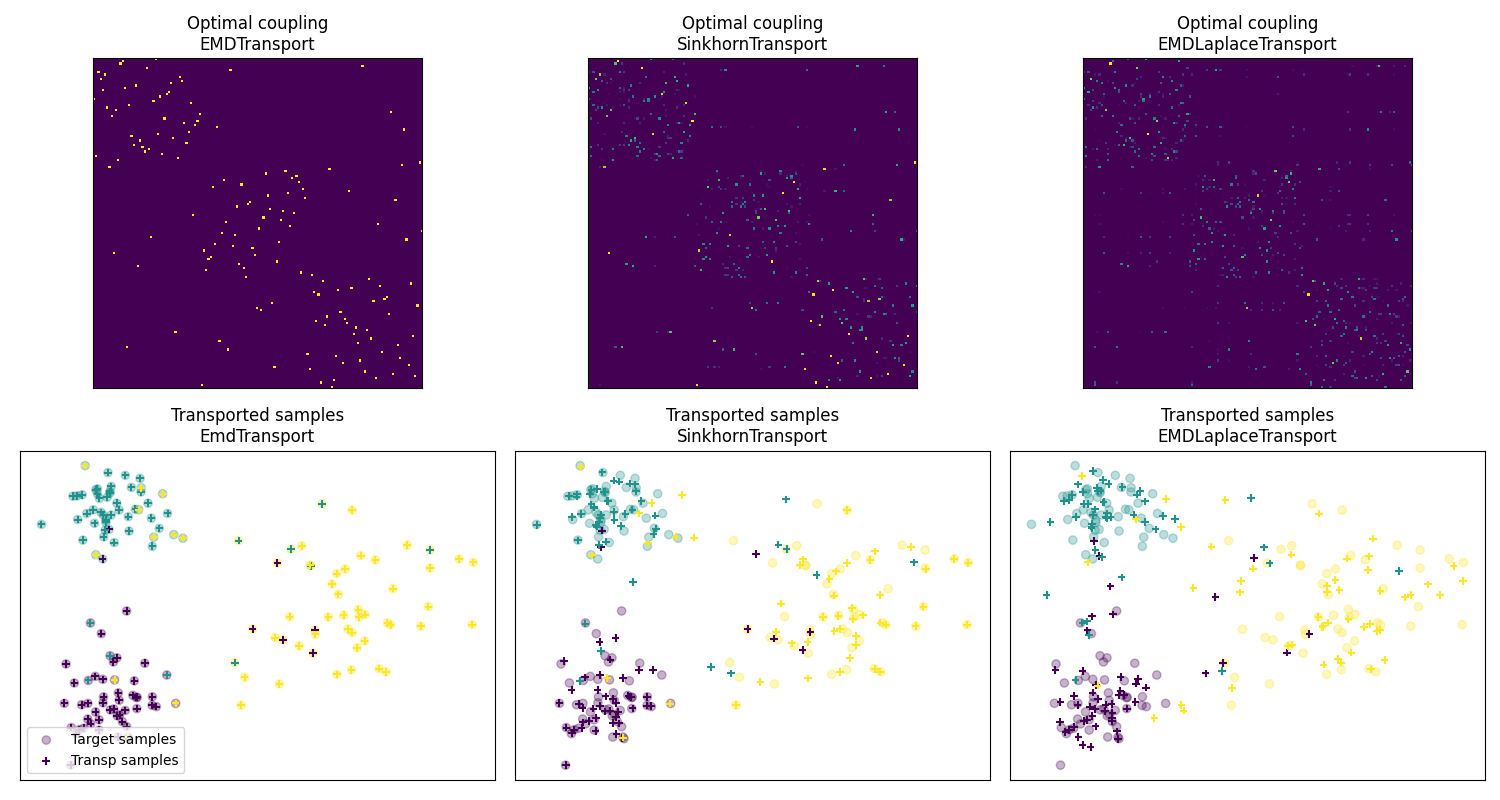 Optimal coupling
EMDTransport
Optimal coupling
SinkhornTransport
Optimal coupling
EMDLaplaceTransport
Transported samples
EmdTransport
Transported samples
SinkhornTransport
Transported samples
EMDLaplaceTransport
Target samples
Transp samples